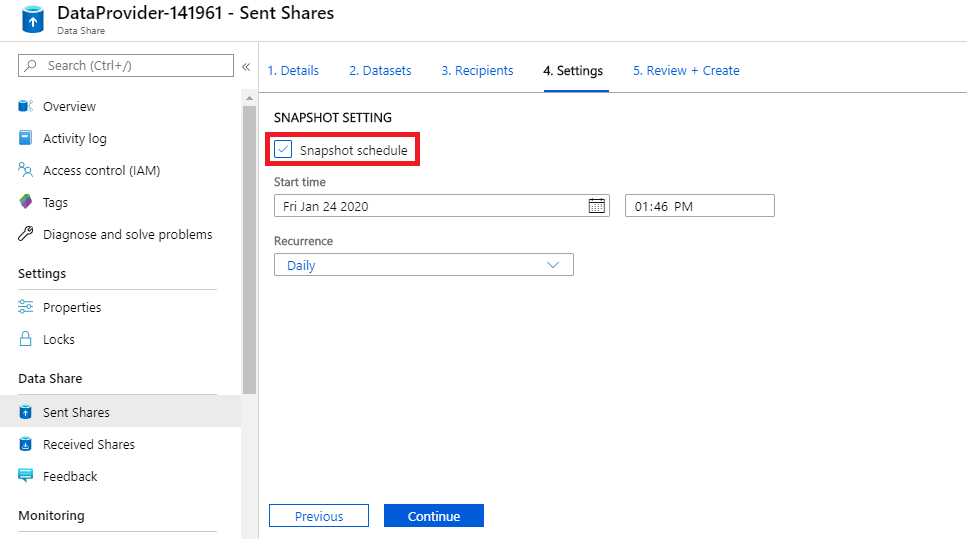 DataProvider-141961 - Sent Shares
Data Share
Search (Ctrl+/)
«
Overview
Activity log
Access control (IAM)
Tags
Diagnose and solve problems
Settings
Properties
Locks
Data Share
Sent Shares
Received Shares
Feedback
Monitoring
1. Details 2. Datasets 3. Recipients 4. Settings 5. Review + Create
SNAPSHOT SETTING
Snapshot schedule
Start time
Fri Jan 24 2020 01:46 PM
Recurrence
Daily
Previous Continue